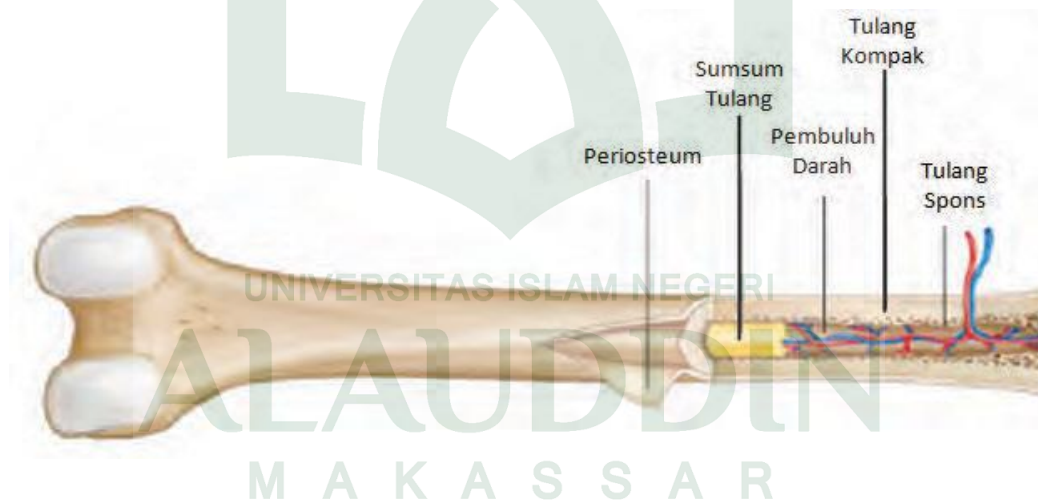 Tulang
Kompak
Sumsum
Tulang
Pembuluh
Darah
Periosteum
Tulang
Spons
UNIVERSITAS ISLAM NEGERI
ALAUDDIN
MAKASSAR